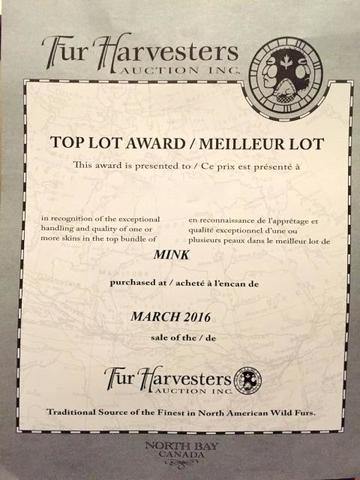 Fur Harvesters
AUCTION INC.
TOP LOT AWARD / MEILLEUR LOT
This award is presented to / Ce prix est présenté à
in recognition of the exceptional
handling and quality of one or
more skins in the top bundle of
en reconnaissance de l'apprêtage et
qualité exceptionnel d'une ou
plusieurs peaux dans le meilleur lot de
MINK
purchased at / acheté à l'encan de
MARCH 2016
sale of the / de
Fur Harvesters
AUCTION INC.
Traditional Source of the Finest in North American Wild Furs.
NORTH BAY
CANADA